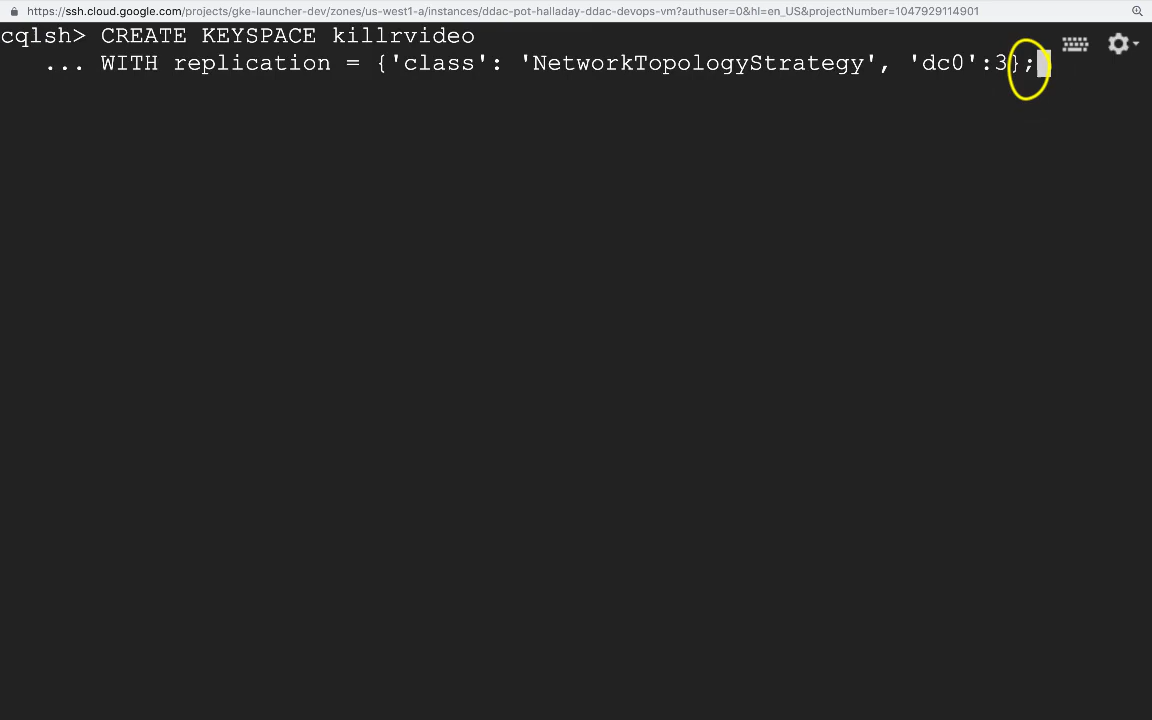 https://ssh.cloud.google.com/projects/gke-launcher-dev/zones/us-west1-a/instances/ddac-pot-halladay-ddac-devops-vm?authuser=0&hl=en_US&projectNumber=1047929114901
cqlsh> CREATE KEYSPACE killrvideo
... WITH replication = {'class': 'NetworkTopologyStrategy', 'dc0':3};